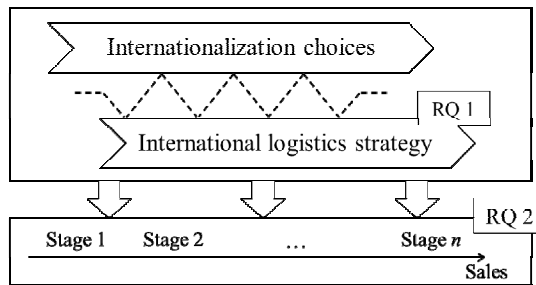 Internationalization choices
RQ 1
International logistics strategy
RQ 2
Stage 1 Stage 2 ... Stage n
Sales